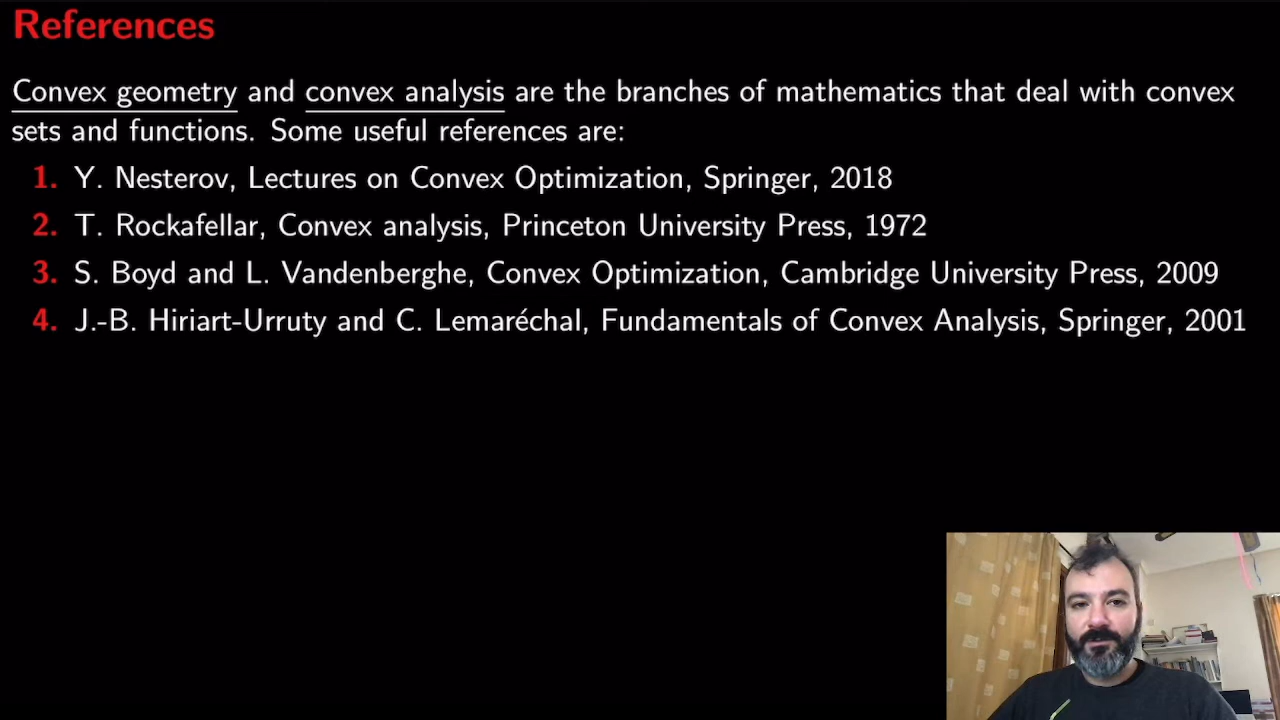 References
Convex geometry and convex analysis are the branches of mathematics that deal with convex
sets and functions. Some useful references are:
1. Y. Nesterov, Lectures on Convex Optimization, Springer, 2018
2. T. Rockafellar, Convex analysis, Princeton University Press, 1972
3. S. Boyd and L. Vandenberghe, Convex Optimization, Cambridge University Press, 2009
4. J.-B. Hiriart-Urruty and C. Lemaréchal, Fundamentals of Convex Analysis, Springer, 2001